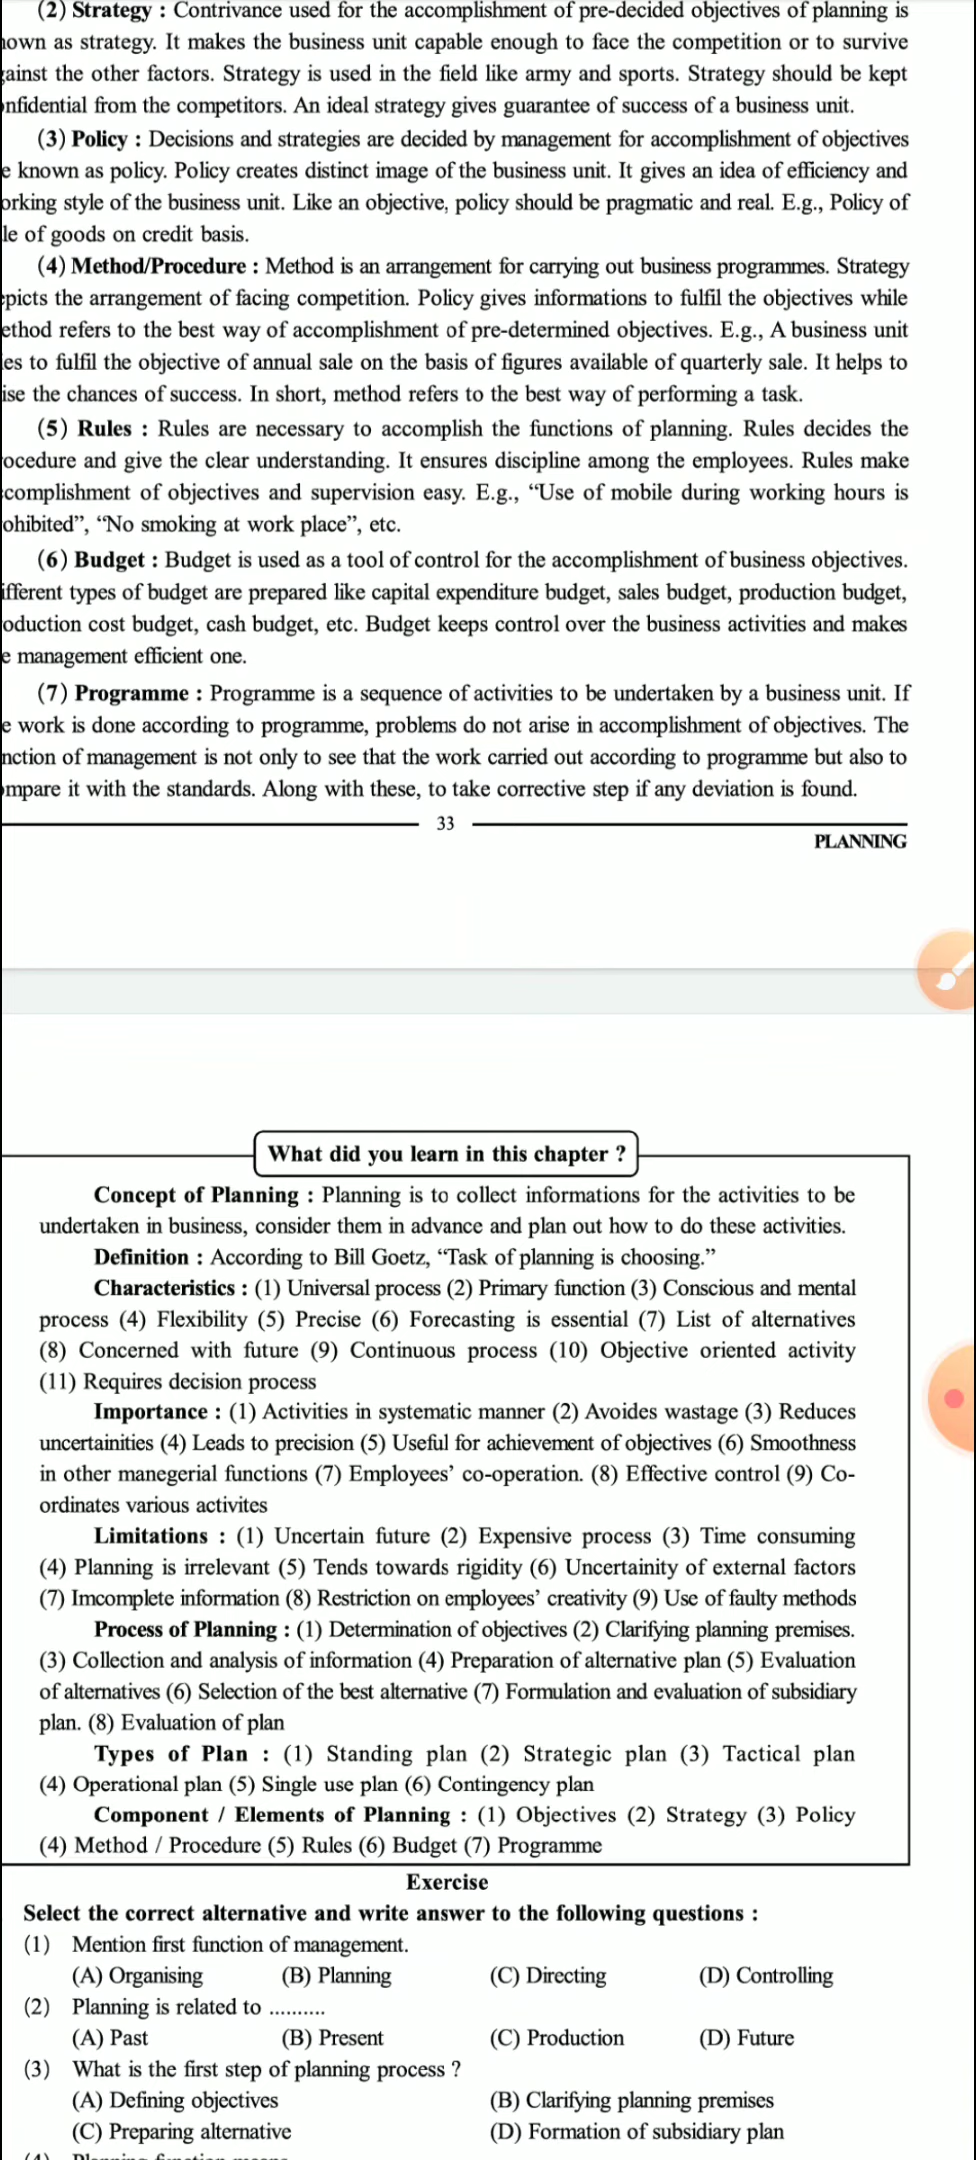 (2) Strategy : Contrivance used for the accomplishment of pre-decided objectives of planning is
nown as strategy. It makes the business unit capable enough to face the competition or to survive
gainst the other factors. Strategy is used in the field like army and sports. Strategy should be kept
onfidential from the competitors. An ideal strategy gives guarantee of success of a business unit.
(3) Policy : Decisions and strategies are decided by management for accomplishment of objectives
e known as policy. Policy creates distinct image of the business unit. It gives an idea of efficiency and
orking style of the business unit. Like an objective, policy should be pragmatic and real. E.g., Policy of
le of goods on credit basis.
(4) Method/Procedure : Method is an arrangement for carrying out business programmes. Strategy
epicts the arrangement of facing competition. Policy gives informations to fulfil the objectives while
ethod refers to the best way of accomplishment of pre-determined objectives. E.g., A business unit
ies to fulfil the objective of annual sale on the basis of figures available of quarterly sale. It helps to
ise the chances of success. In short, method refers to the best way of performing a task.
(5) Rules : Rules are necessary to accomplish the functions of planning. Rules decides the
rocedure and give the clear understanding. It ensures discipline among the employees. Rules make
ccomplishment of objectives and supervision easy. E.g., “Use of mobile during working hours is
ohibited”, “No smoking at work place”, etc.
(6) Budget : Budget is used as a tool of control for the accomplishment of business objectives.
ifferent types of budget are prepared like capital expenditure budget, sales budget, production budget,
oduction cost budget, cash budget, etc. Budget keeps control over the business activities and makes
e management efficient one.
(7) Programme : Programme is a sequence of activities to be undertaken by a business unit. If
e work is done according to programme, problems do not arise in accomplishment of objectives. The
nction of management is not only to see that the work carried out according to programme but also to
ompare it with the standards. Along with these, to take corrective step if any deviation is found.
33
PLANNING
What did you learn in this chapter ?
Concept of Planning : Planning is to collect informations for the activities to be
undertaken in business, consider them in advance and plan out how to do these activities.
Definition : According to Bill Goetz, “Task of planning is choosing.”
Characteristics : (1) Universal process (2) Primary function (3) Conscious and mental
process (4) Flexibility (5) Precise (6) Forecasting is essential (7) List of alternatives
(8) Concerned with future (9) Continuous process (10) Objective oriented activity
(11) Requires decision process
Importance : (1) Activities in systematic manner (2) Avoides wastage (3) Reduces
uncertainities (4) Leads to precision (5) Useful for achievement of objectives (6) Smoothness
in other manegerial functions (7) Employees’ co-operation. (8) Effective control (9) Co-
ordinates various activites
Limitations : (1) Uncertain future (2) Expensive process (3) Time consuming
(4) Planning is irrelevant (5) Tends towards rigidity (6) Uncertainity of external factors
(7) Imcomplete information (8) Restriction on employees’ creativity (9) Use of faulty methods
Process of Planning : (1) Determination of objectives (2) Clarifying planning premises.
(3) Collection and analysis of information (4) Preparation of alternative plan (5) Evaluation
of alternatives (6) Selection of the best alternative (7) Formulation and evaluation of subsidiary
plan. (8) Evaluation of plan
Types of Plan : (1) Standing plan (2) Strategic plan (3) Tactical plan
(4) Operational plan (5) Single use plan (6) Contingency plan
Component / Elements of Planning : (1) Objectives (2) Strategy (3) Policy
(4) Method / Procedure (5) Rules (6) Budget (7) Programme
Exercise
Select the correct alternative and write answer to the following questions :
(1) Mention first function of management.
(A) Organising (B) Planning (C) Directing (D) Controlling
(2) Planning is related to ..........
(A) Past (B) Present (C) Production (D) Future
(3) What is the first step of planning process ?
(A) Defining objectives (B) Clarifying planning premises
(C) Preparing alternative (D) Formation of subsidiary plan